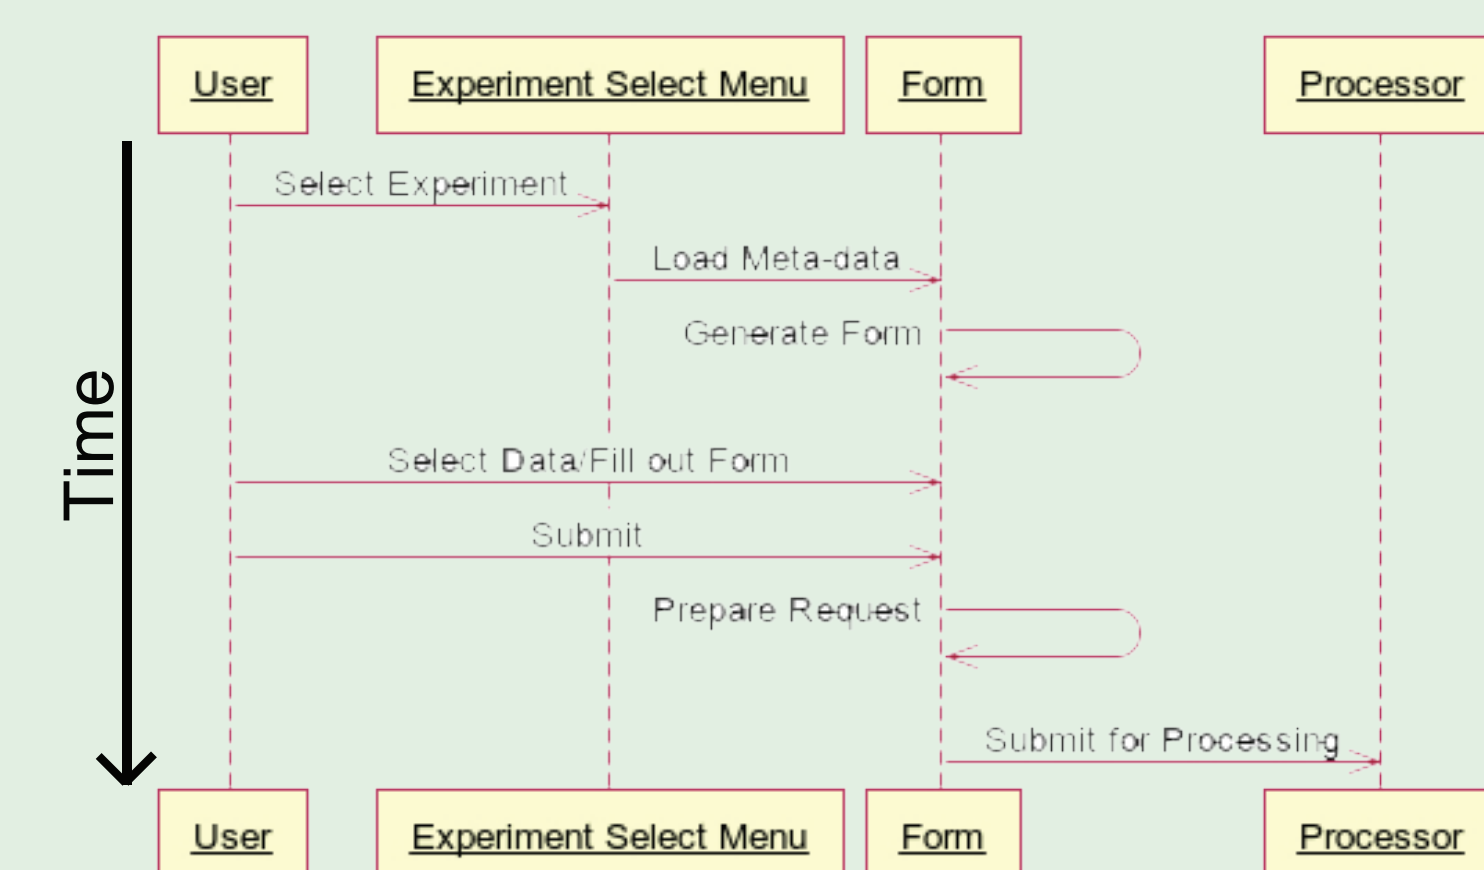 User
Experiment Select Menu
Form
Processor
Select Experiment
Load Meta-data
Generate Form
Time
Select Data/Fill out Form
Submit
Prepare Request
Submit for Processing
User
Experiment Select Menu
Form
Processor